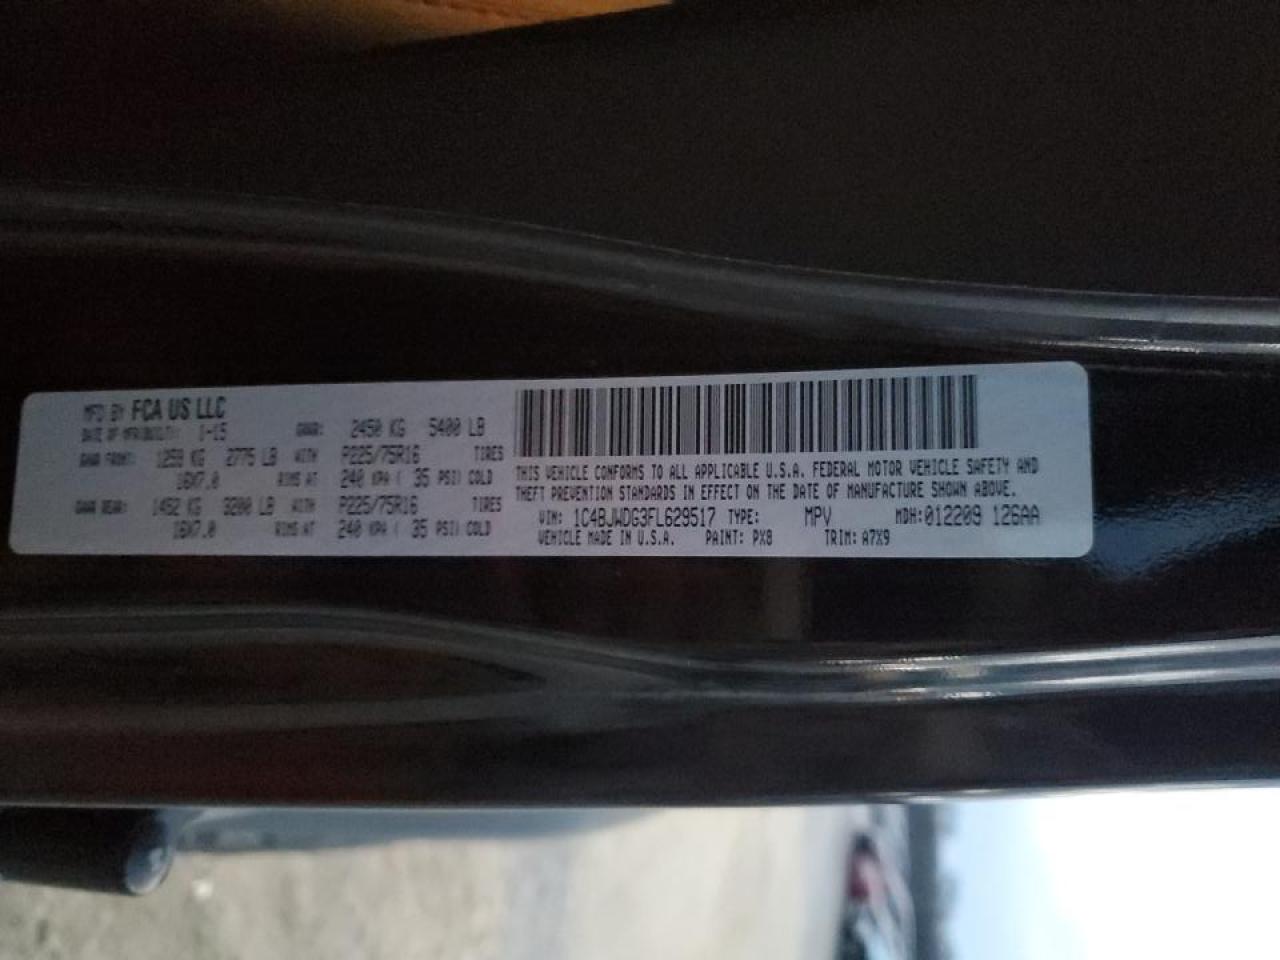 MFD BY FCA US LLC
DATE OF MFR(BUILT): 1-15 GVWR: 2450 KG 5400 LB
GAWR FRONT: 1259 KG 2775 LB WITH P225/75R16 TIRES
16X7.0 RIMS AT 240 KPA ( 35 PSI) COLD
GAWR REAR: 1452 KG 3200 LB WITH P225/75R16 TIRES
16X7.0 RIMS AT 240 KPA ( 35 PSI) COLD
THIS VEHICLE CONFORMS TO ALL APPLICABLE U.S.A. FEDERAL MOTOR VEHICLE SAFETY AND
THEFT PREVENTION STANDARDS IN EFFECT ON THE DATE OF MANUFACTURE SHOWN ABOVE.
VIN: 1C4BJWDG3FL629517 TYPE: MPV MDH: 012209 126AA
VEHICLE MADE IN U.S.A. PAINT: PX8 TRIM: A7X9